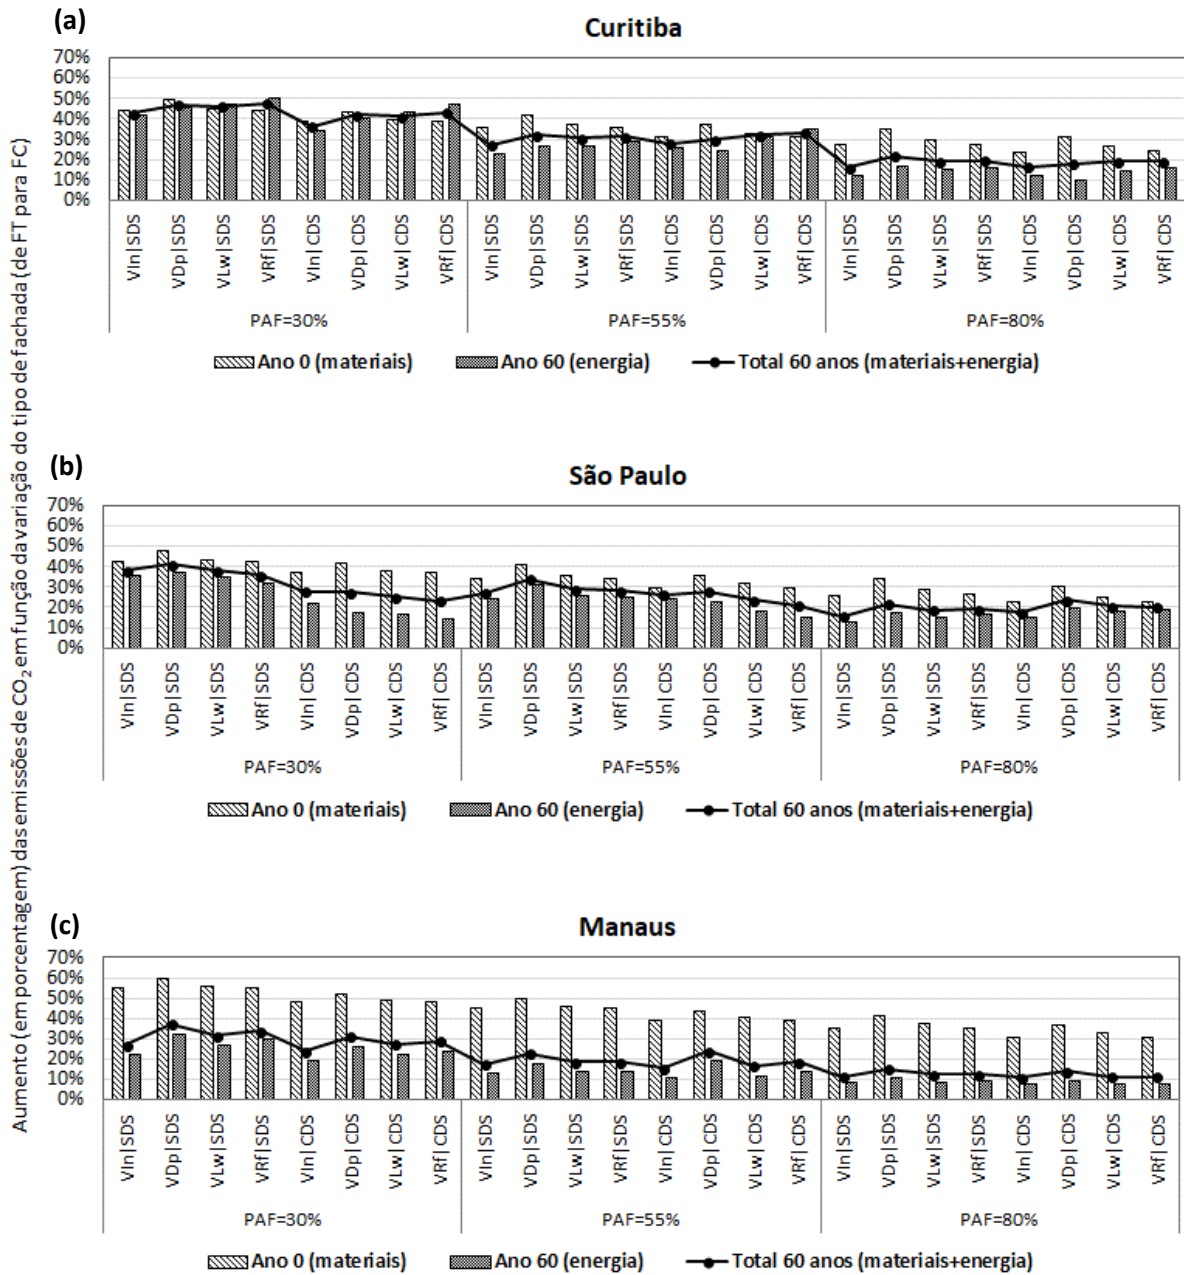 Aumento (em porcentagem) das emissões de CO₂ em função da variação do tipo de fachada (de FT para FC)
(a)
Curitiba
70%
60%
50%
40%
30%
20%
10%
0%
VIn|SDS VDp|SDS VLw|SDS VRf|SDS VIn|CDS VDp|CDS VLw|CDS VRf|CDS VIn|SDS VDp|SDS VLw|SDS VRf|SDS VIn|CDS VDp|CDS VLw|CDS VRf|CDS VIn|SDS VDp|SDS VLw|SDS VRf|SDS VIn|CDS VDp|CDS VLw|CDS VRf|CDS
PAF=30% PAF=55% PAF=80%
Ano 0 (materiais) Ano 60 (energia) Total 60 anos (materiais+energia)
(b)
São Paulo
70%
60%
50%
40%
30%
20%
10%
0%
VIn|SDS VDp|SDS VLw|SDS VRf|SDS VIn|CDS VDp|CDS VLw|CDS VRf|CDS VIn|SDS VDp|SDS VLw|SDS VRf|SDS VIn|CDS VDp|CDS VLw|CDS VRf|CDS VIn|SDS VDp|SDS VLw|SDS VRf|SDS VIn|CDS VDp|CDS VLw|CDS VRf|CDS
PAF=30% PAF=55% PAF=80%
Ano 0 (materiais) Ano 60 (energia) Total 60 anos (materiais+energia)
(c)
Manaus
70%
60%
50%
40%
30%
20%
10%
0%
VIn|SDS VDp|SDS VLw|SDS VRf|SDS VIn|CDS VDp|CDS VLw|CDS VRf|CDS VIn|SDS VDp|SDS VLw|SDS VRf|SDS VIn|CDS VDp|CDS VLw|CDS VRf|CDS VIn|SDS VDp|SDS VLw|SDS VRf|SDS VIn|CDS VDp|CDS VLw|CDS VRf|CDS
PAF=30% PAF=55% PAF=80%
Ano 0 (materiais) Ano 60 (energia) Total 60 anos (materiais+energia)